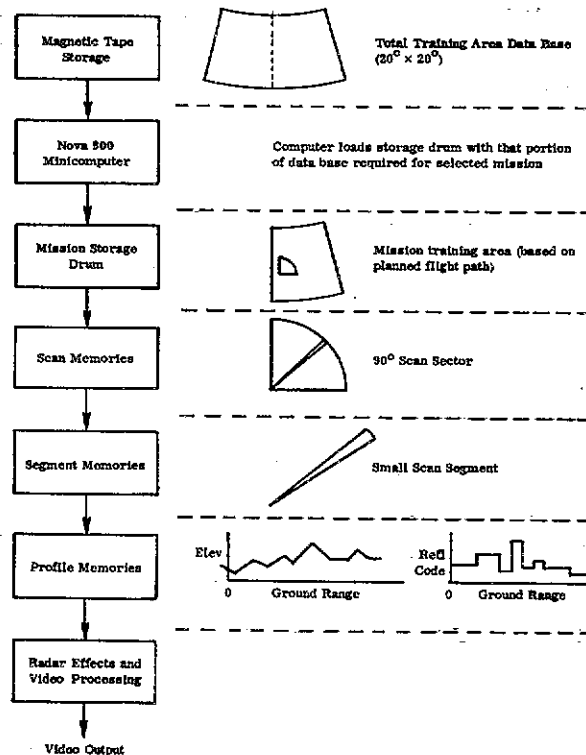 Magnetic Tape
Storage
Total Training Area Data Base
(20° × 20°)
Nova 800
Minicomputer
Computer loads storage drum with that portion
of data base required for selected mission
Mission Storage
Drum
Mission training area (based on
planned flight path)
Scan Memories
90° Scan Sector
Segment Memories
Small Scan Segment
Profile Memories
Elev
0
Ground Range
Refl
Code
0
Ground Range
Radar Effects and
Video Processing
Video Output